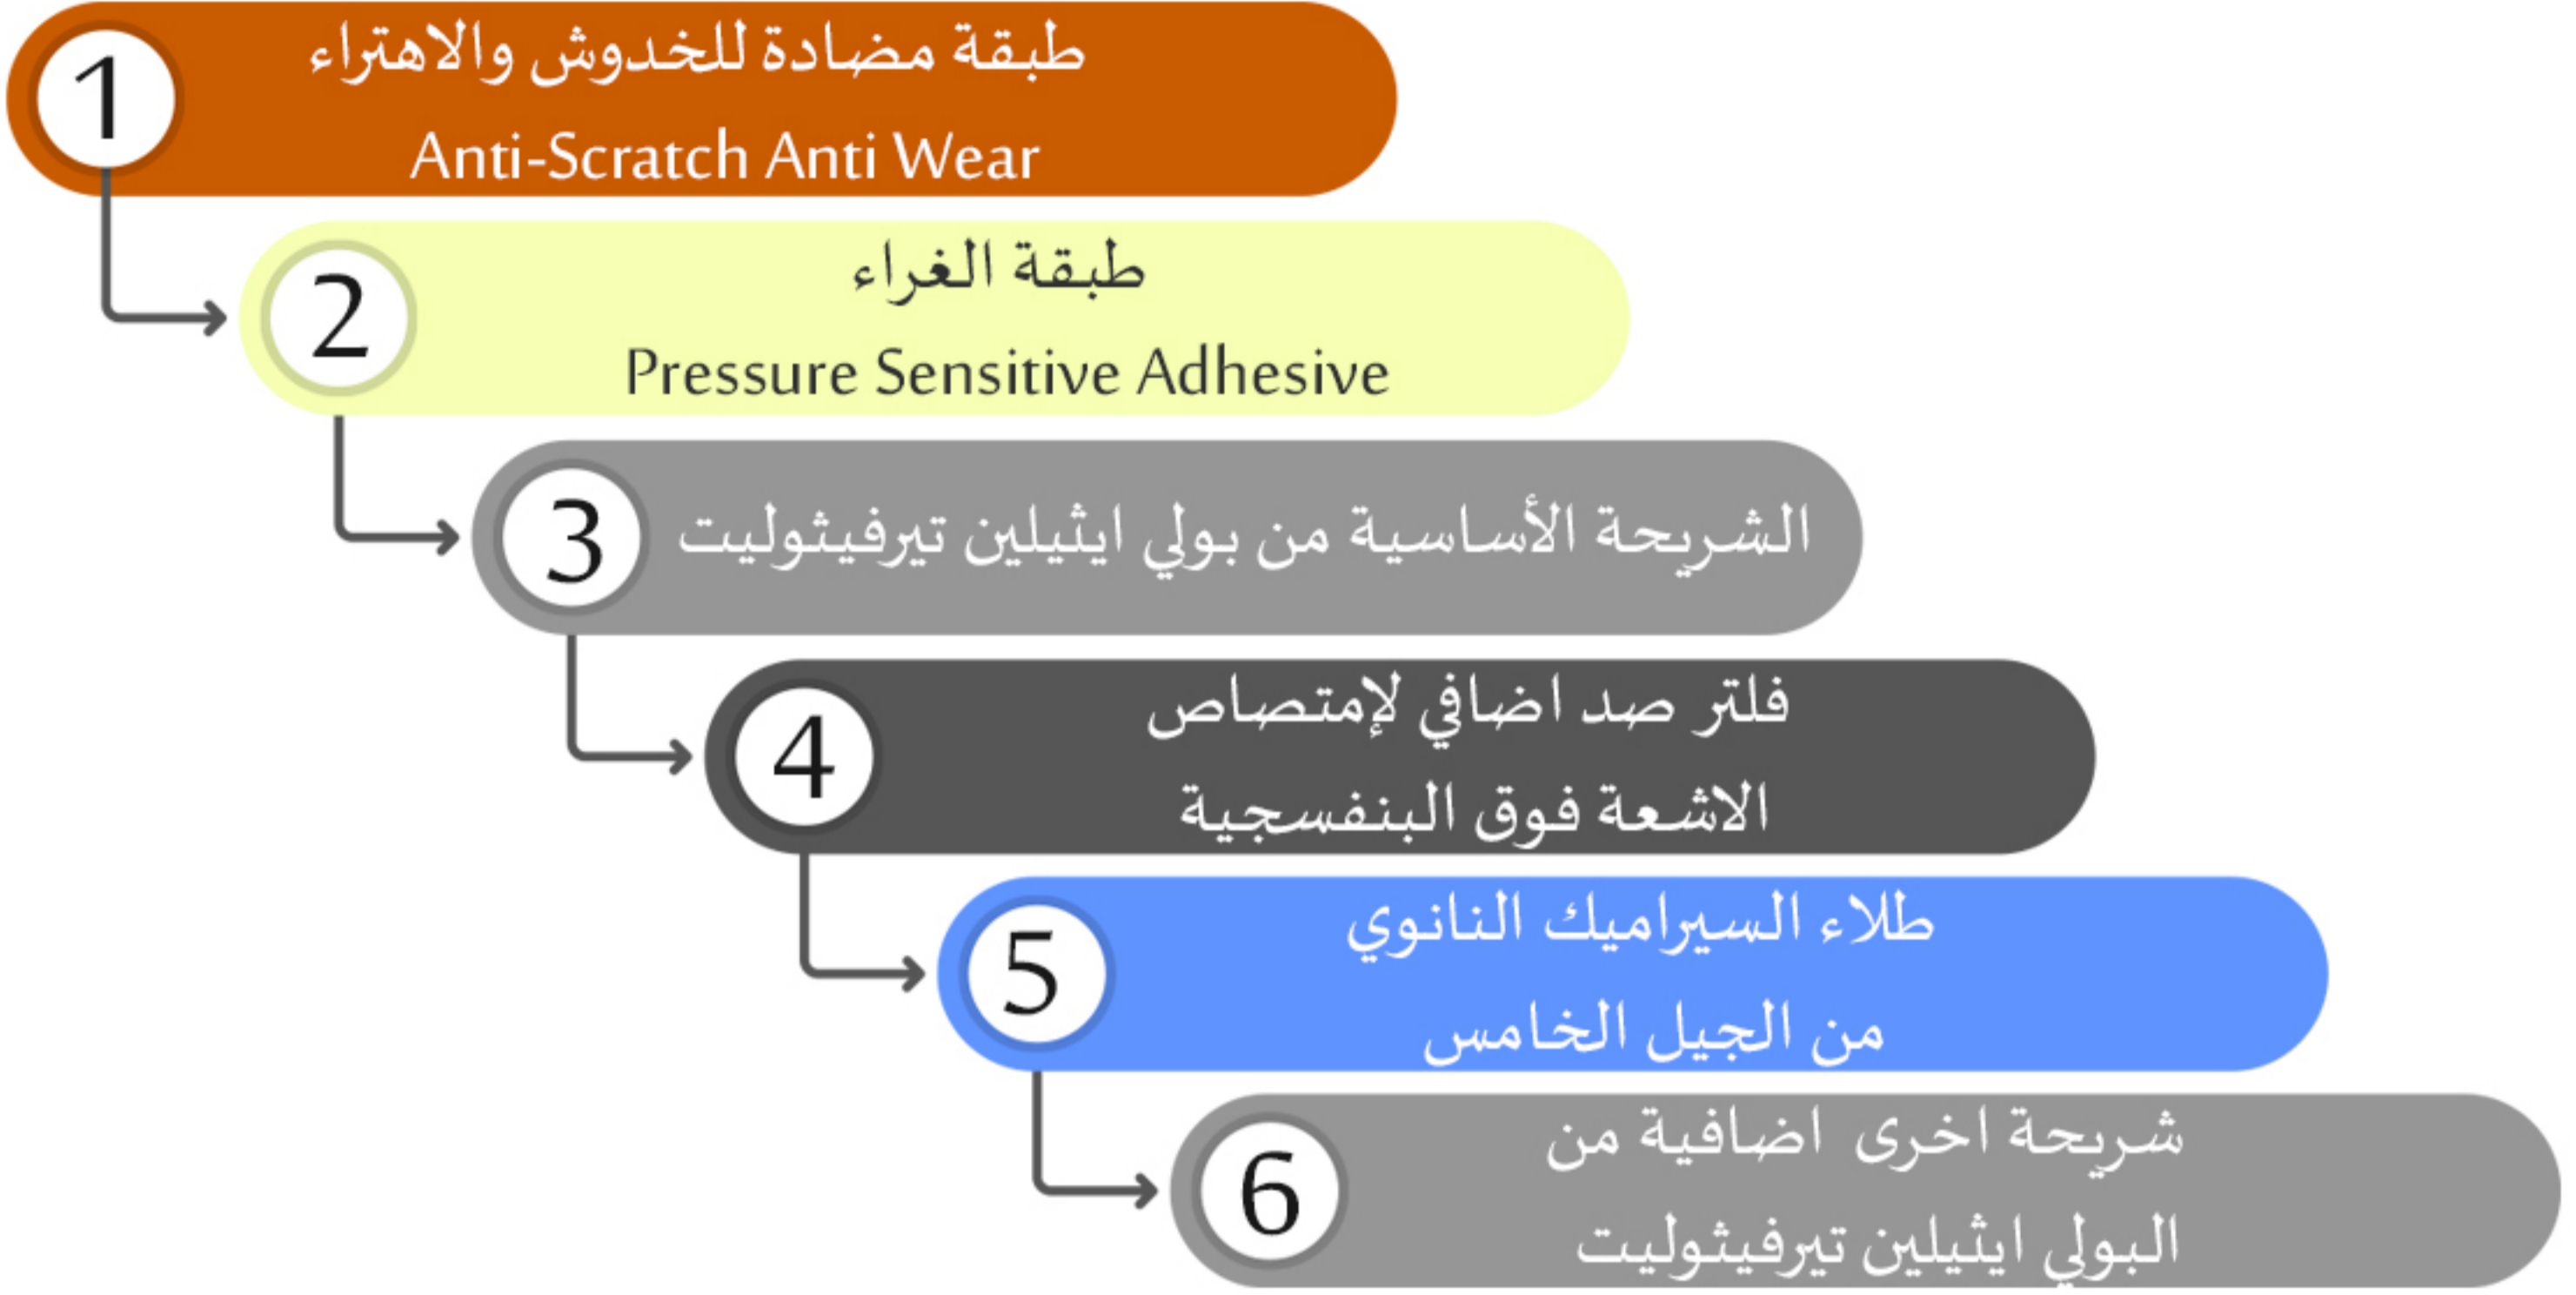 1
طبقة مضادة للخدوش والاهتراء
Anti-Scratch Anti Wear
2
طبقة الغراء
Pressure Sensitive Adhesive
3
الشريحة الأساسية من بولي ايثيلين تيرفيثوليت
4
فلتر صد اضافي لإمتصاص
الاشعة فوق البنفسجية
5
طلاء السيراميك النانوي
من الجيل الخامس
6
شريحة اخرى اضافية من
البولي ايثيلين تيرفيثوليت